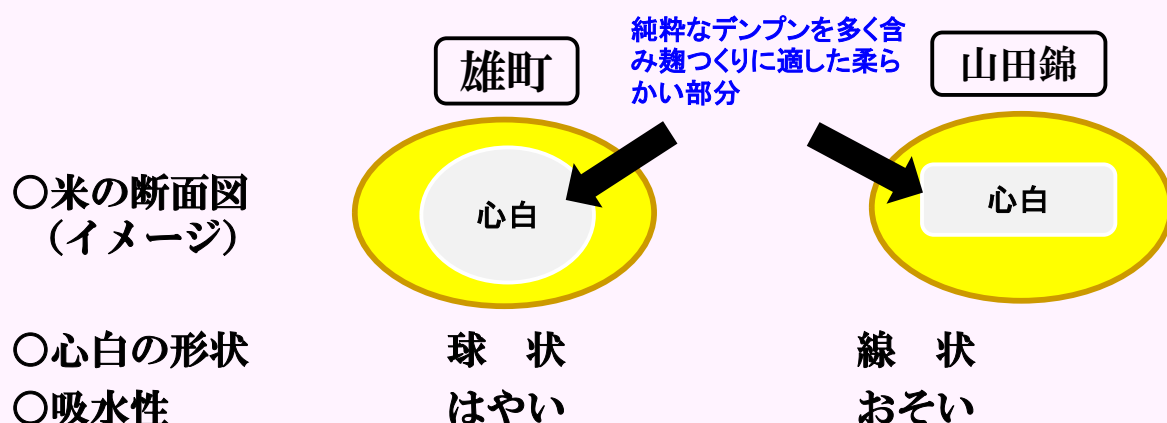 純粋なデンプンを多く含
み麹つくりに適した柔ら
かい部分
雄町
山田錦
○米の断面図
（イメージ）
心白
心白
○心白の形状
球　状
線　状
○吸水性
はやい
おそい